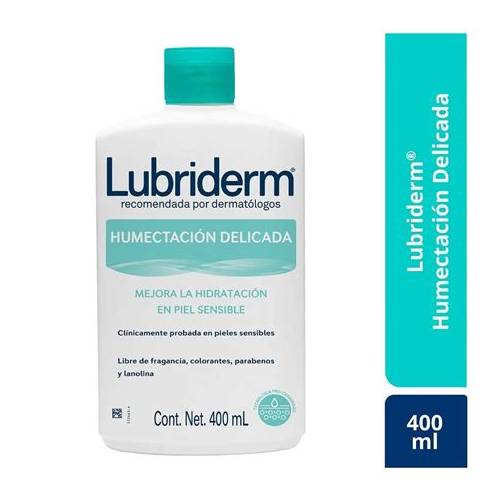 Lubriderm®
recomendada por dermatólogos
HUMECTACIÓN DELICADA
MEJORA LA HIDRATACIÓN
EN PIEL SENSIBLE
Clínicamente probada en pieles sensibles
Libre de fragancia, colorantes, parabenos
y lanolina
Cont. Net. 400 mL
Lubriderm®
Humectación Delicada
400
ml